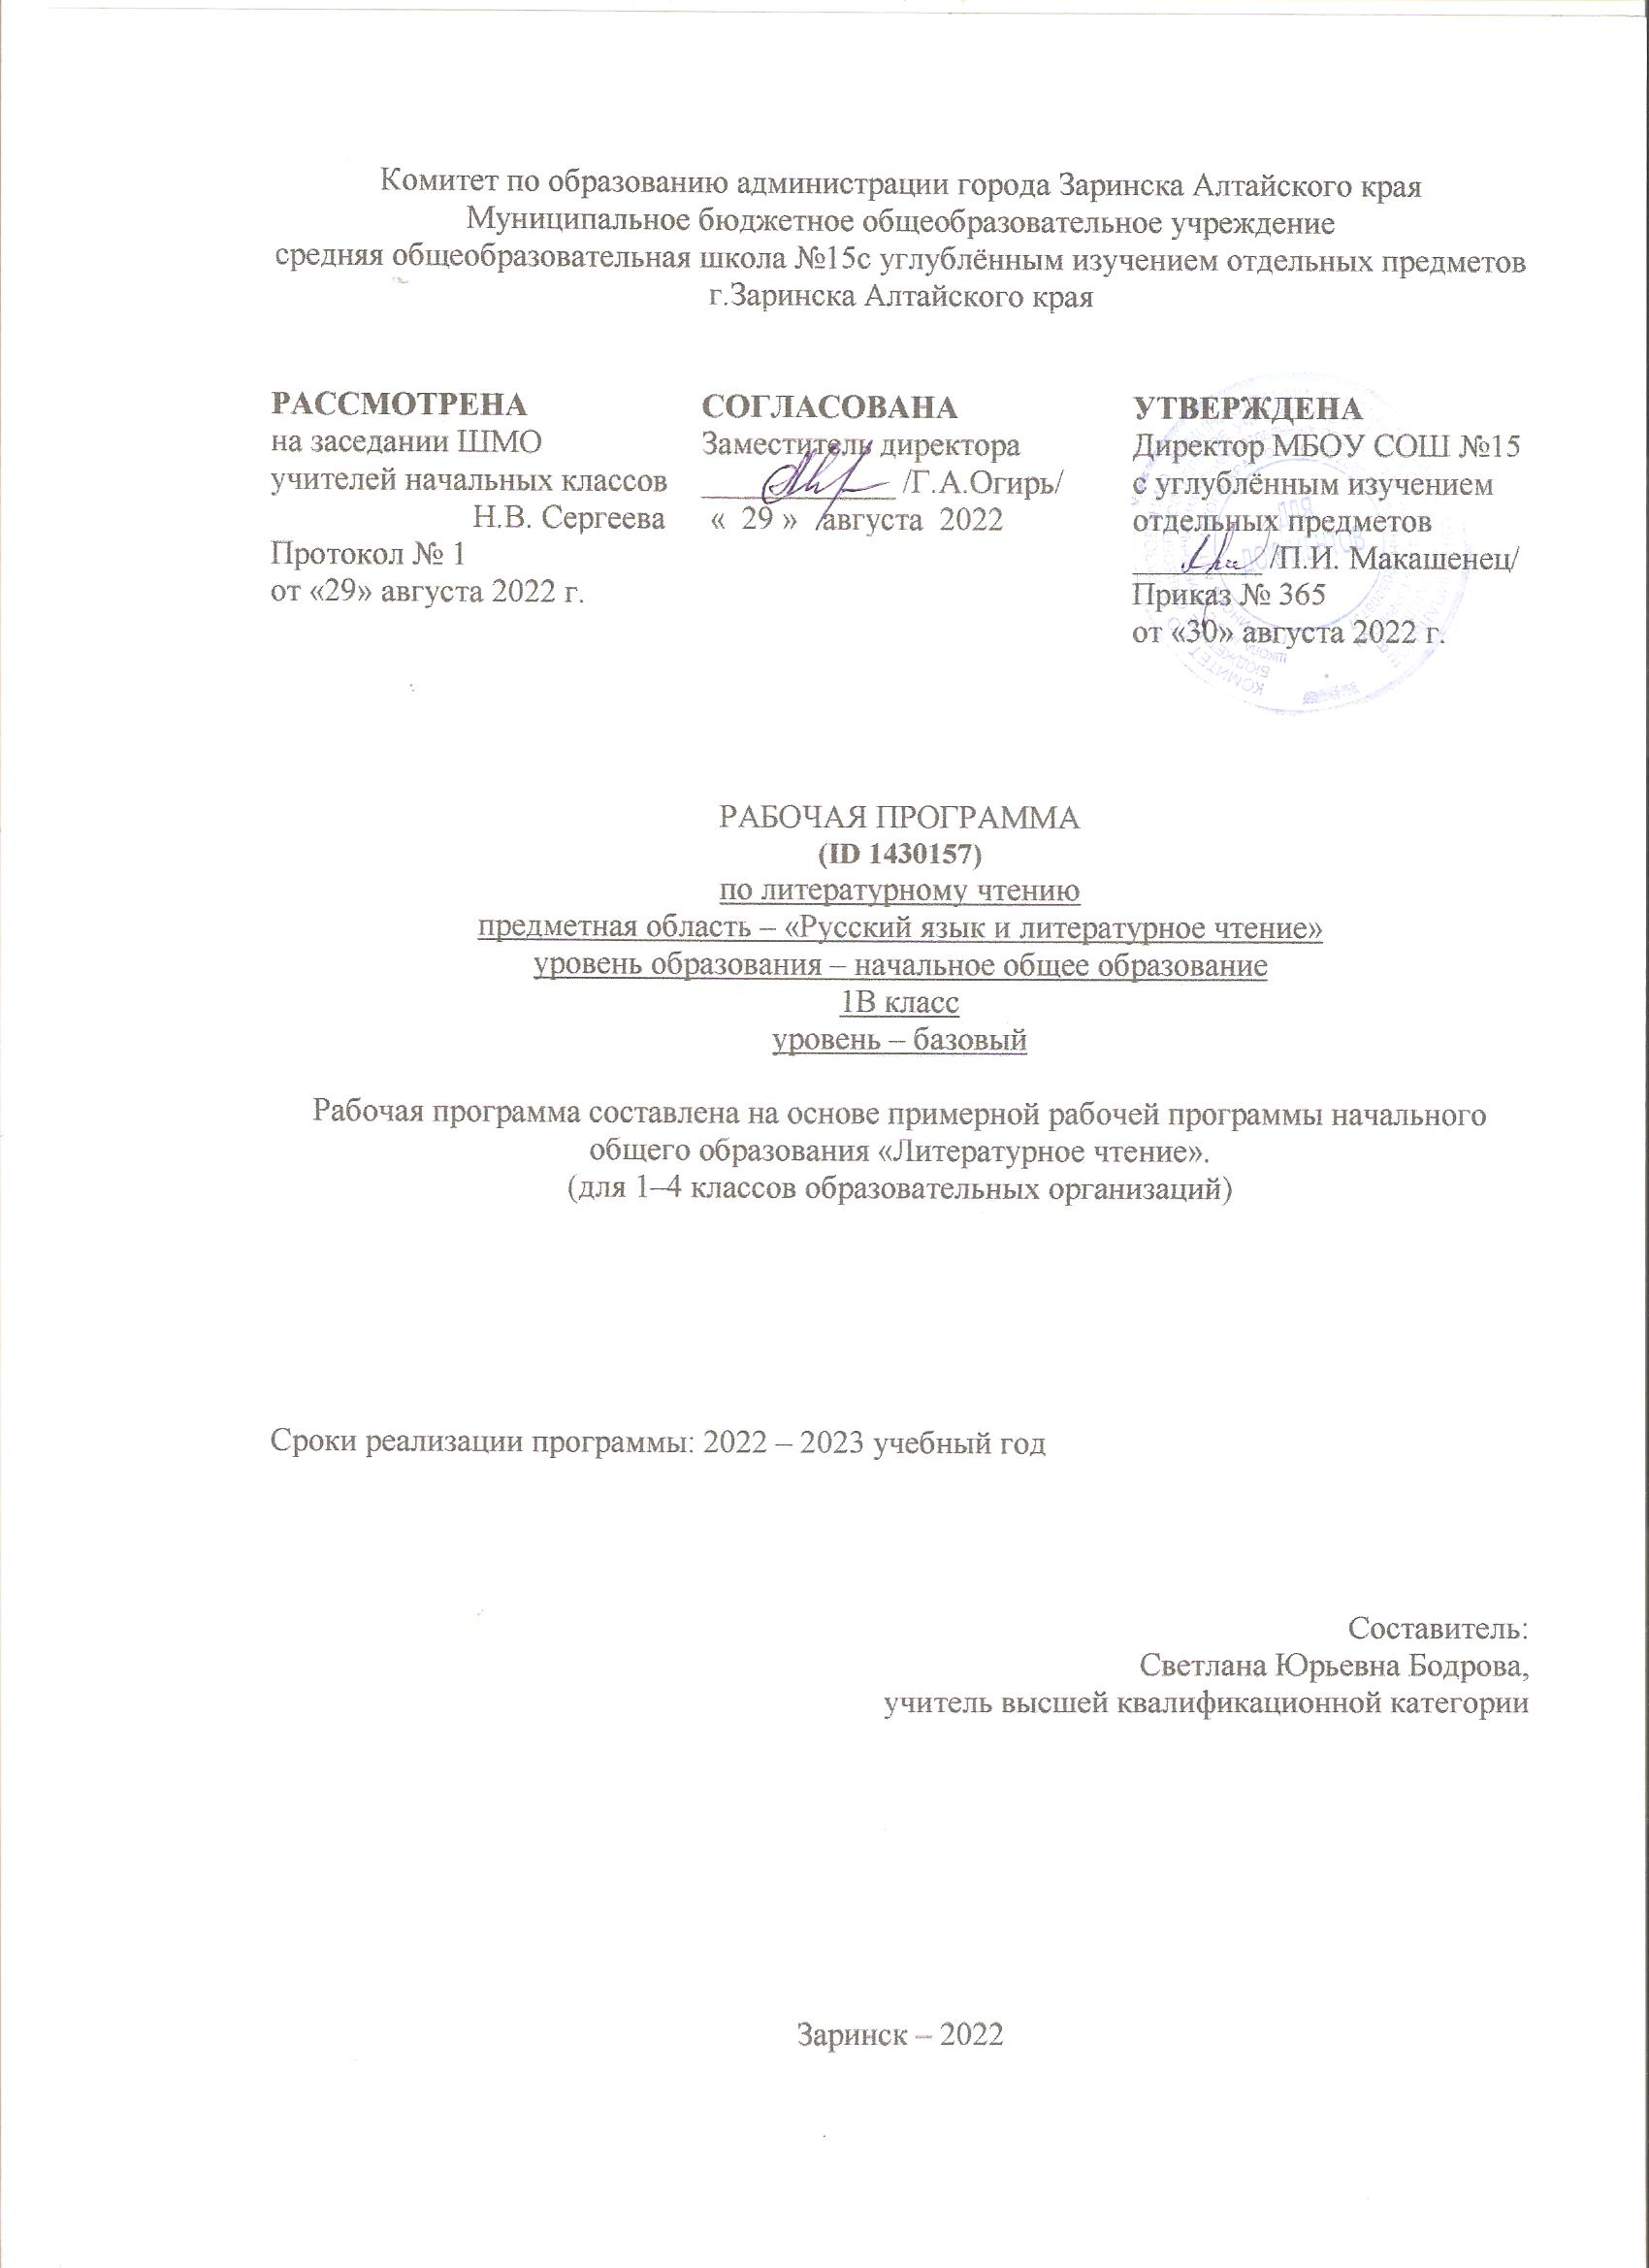 Комитет по образованию администрации города Заринска Алтайского края
Муниципальное бюджетное общеобразовательное учреждение
средняя общеобразовательная школа №15с углублённым изучением отдельных предметов
г.Заринска Алтайского края
РАССМОТРЕНА
на заседании ШМО
учителей начальных классов
Н.В. Сергеева
Протокол № 1
от «29» августа 2022 г.
СОГЛАСОВАНА
Заместитель директора
____________ /Г.А.Огирь/
« 29 » августа 2022
УТВЕРЖДЕНА
Директор МБОУ СОШ №15
с углублённым изучением
отдельных предметов
________ /П.И. Макашенец/
Приказ № 365
от «30» августа 2022 г.
РАБОЧАЯ ПРОГРАММА
(ID 1430157)
по литературному чтению
предметная область – «Русский язык и литературное чтение»
уровень образования – начальное общее образование
1В класс
уровень – базовый
Рабочая программа составлена на основе примерной рабочей программы начального
общего образования «Литературное чтение».
(для 1–4 классов образовательных организаций)
Сроки реализации программы: 2022 – 2023 учебный год
Составитель:
Светлана Юрьевна Бодрова,
учитель высшей квалификационной категории
Заринск – 2022